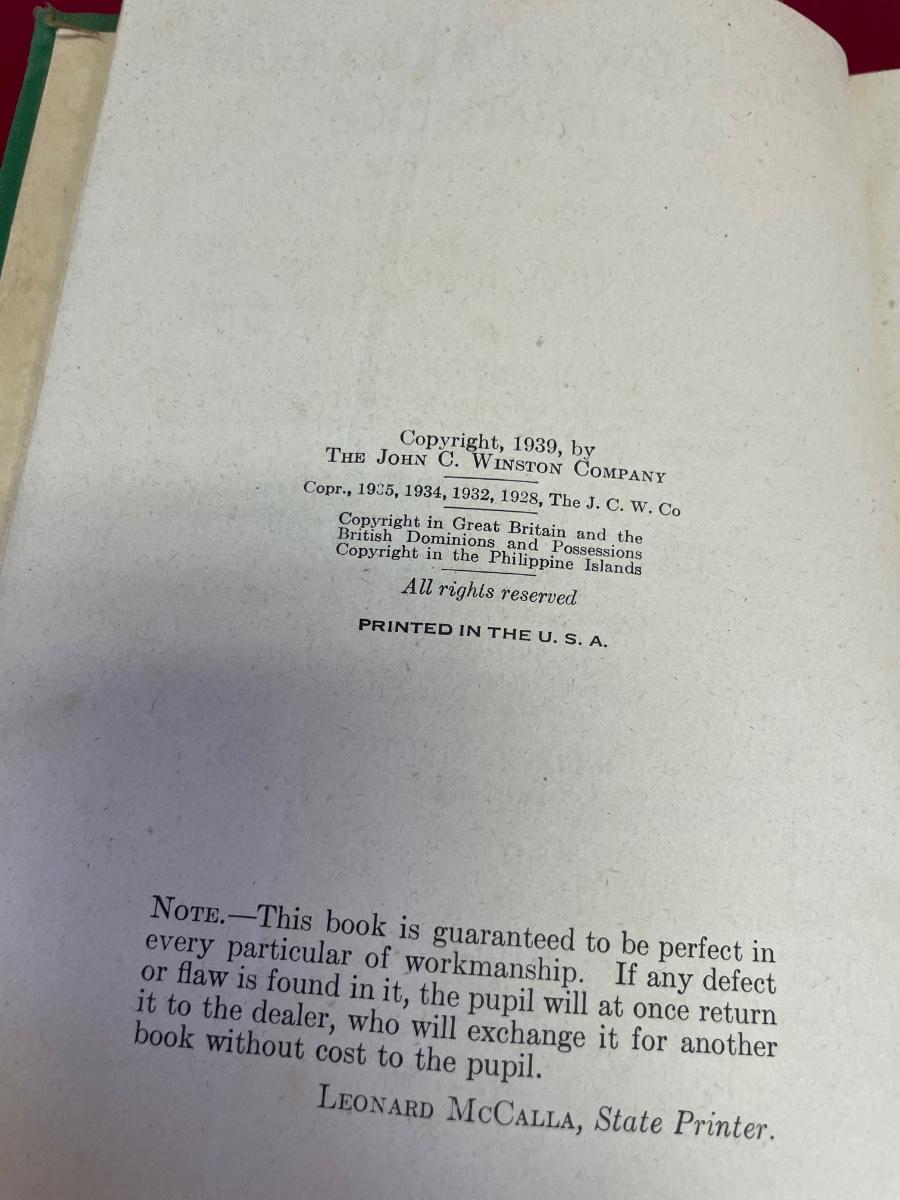 Copyright, 1939, by
THE JOHN C. WINSTON COMPANY
Copr., 1935, 1934, 1932, 1928, The J. C. W. Co
Copyright in Great Britain and the
British Dominions and Possessions
Copyright in the Philippine Islands
All rights reserved
PRINTED IN THE U. S. A.
NOTE.—This book is guaranteed to be perfect in
every particular of workmanship. If any defect
or flaw is found in it, the pupil will at once return
it to the dealer, who will exchange it for another
book without cost to the pupil.
LEONARD MCCALLA, State Printer.